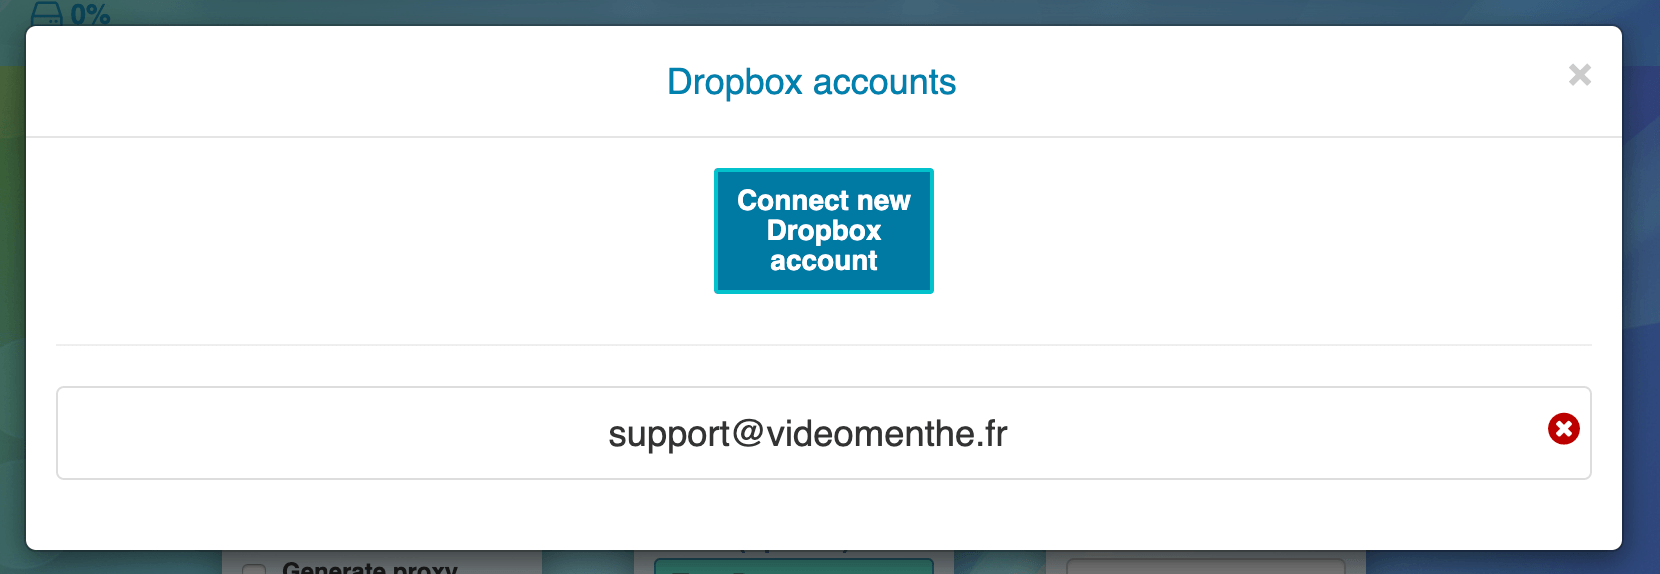 0%
Dropbox accounts
Connect new
Dropbox
account
support@videomenthe.fr
Generate proxy